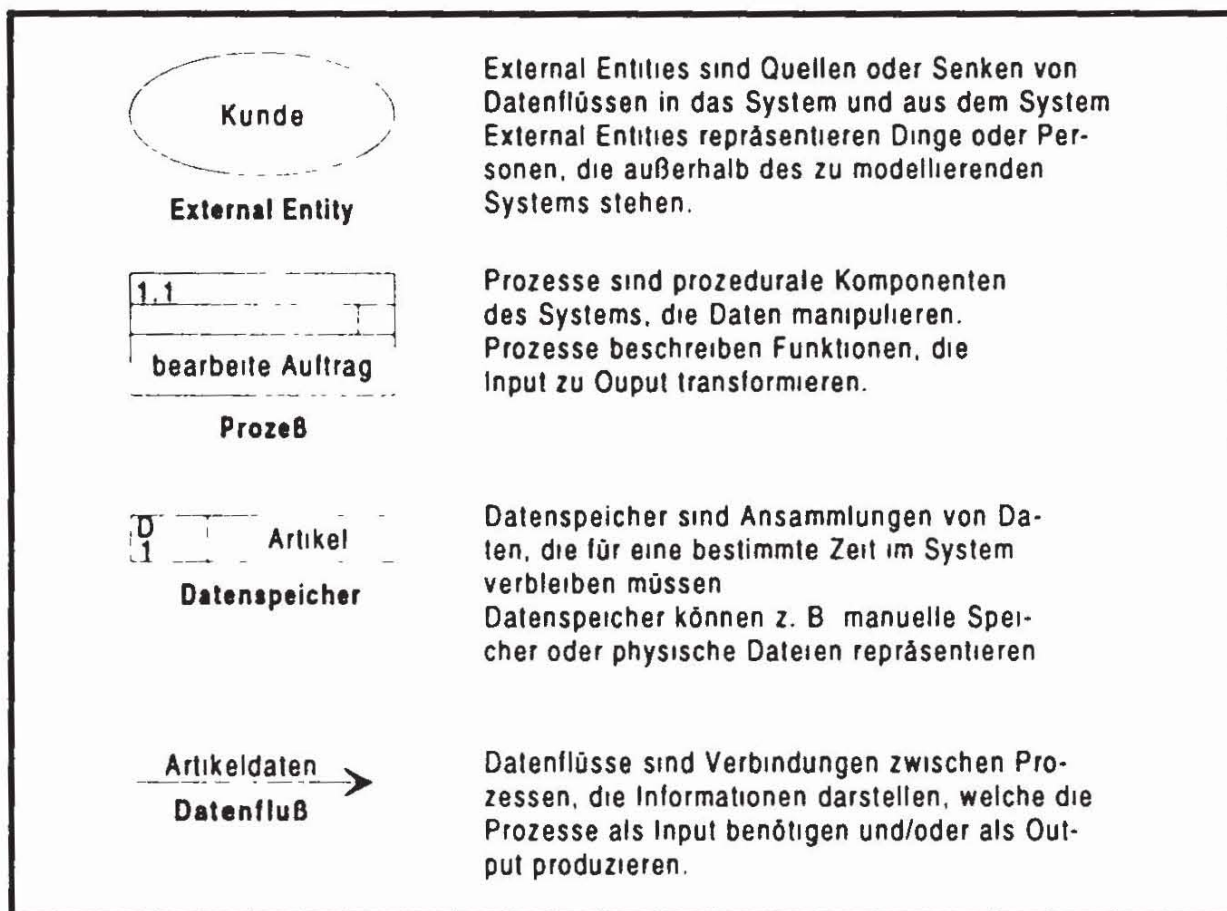 Kunde
External Entity
External Entities sind Quellen oder Senken von
Datenflüssen in das System und aus dem System
External Entities repräsentieren Dinge oder Per-
sonen, die außerhalb des zu modellierenden
Systems stehen.
1.1
bearbeite Auftrag
Prozeß
Prozesse sind prozedurale Komponenten
des Systems, die Daten manipulieren.
Prozesse beschreiben Funktionen, die
Input zu Ouput transformieren.
D
1
Artikel
Datenspeicher
Datenspeicher sind Ansammlungen von Da-
ten, die für eine bestimmte Zeit im System
verbleiben müssen
Datenspeicher können z. B manuelle Spei-
cher oder physische Dateien repräsentieren
Artikeldaten
Datenfluß
Datenflüsse sind Verbindungen zwischen Pro-
zessen, die Informationen darstellen, welche die
Prozesse als Input benötigen und/oder als Out-
put produzieren.